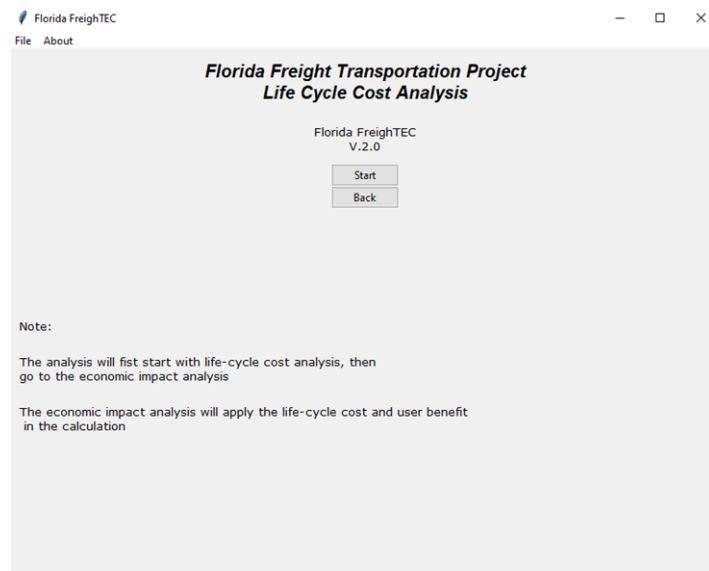 Florida FreighTEC
File About
Florida Freight Transportation Project
Life Cycle Cost Analysis
Florida FreighTEC
V.2.0
Start
Back
Note:
The analysis will fist start with life-cycle cost analysis, then
go to the economic impact analysis
The economic impact analysis will apply the life-cycle cost and user benefit
in the calculation